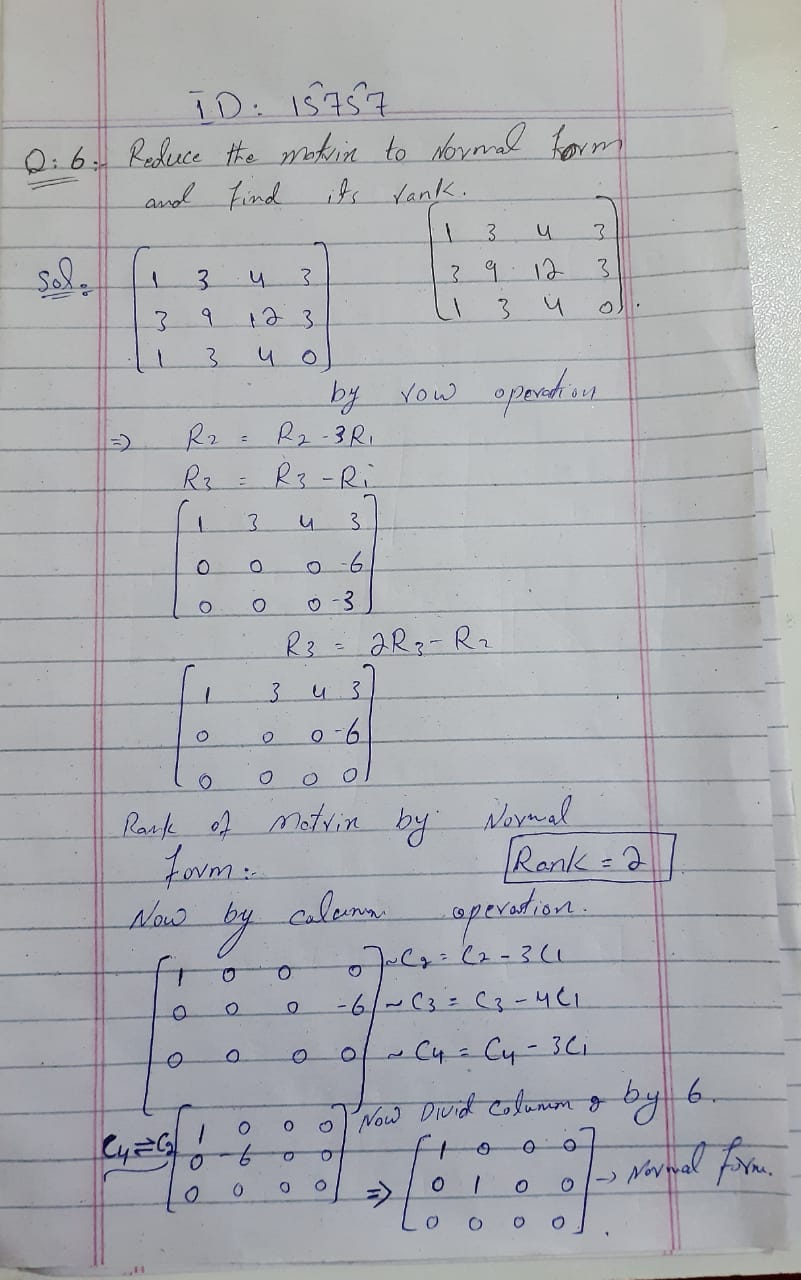 ID: 15757
Q:6:- Reduce the matrix to Normal form
and find its rank.
[1 3 4 3
3 9 12 3
1 3 4 0].
Sol:
[1 3 4 3
3 9 12 3
1 3 4 0]
by row operation
=> R2 = R2 - 3R1
R3 = R3 - R1
[1 3 4 3
0 0 0 -6
0 0 0 -3]
R3 = 2R3 - R2
[1 3 4 3
0 0 0 -6
0 0 0 0]
Rank of matrix by Normal
form:- Rank = 2
Now by column operation.
[1 0 0 0 ~C2 = C2 - 3C1
0 0 0 -6 ~C3 = C3 - 4C1
0 0 0 0] ~C4 = C4 - 3C1
Now Divid Column 2 by 6.
C4⇌C2 [1 0 0 0
0 -6 0 0
0 0 0 0]
=> [1 0 0 0
0 1 0 0 → Normal form.
0 0 0 0].